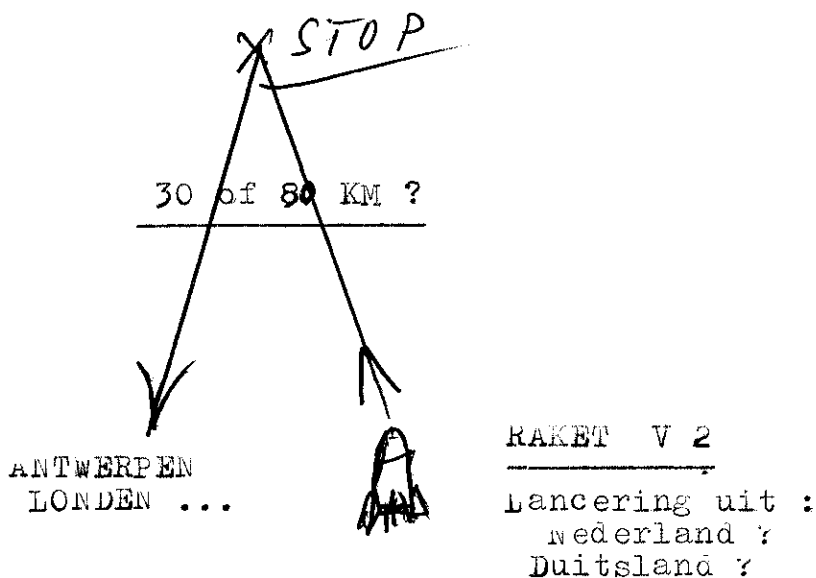 STOP
30 of 80 KM ?
ANTWERPEN
LONDEN ...
RAKET V 2
Lancering uit :
Nederland ?
Duitsland ?